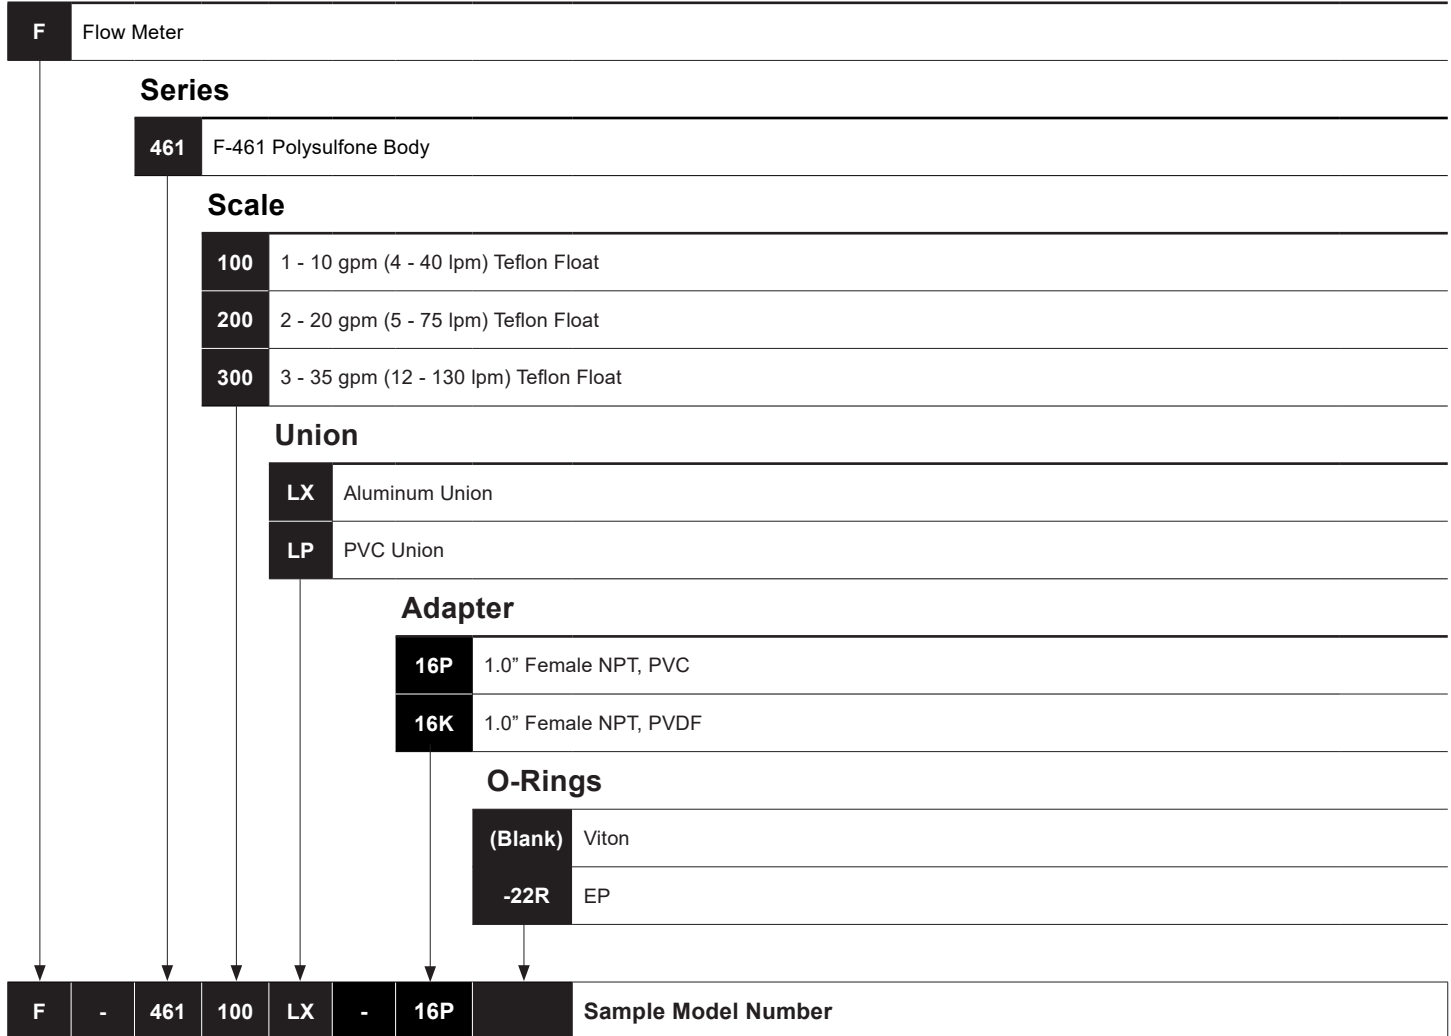 F Flow Meter
Series
461 F-461 Polysulfone Body
Scale
100 1 - 10 gpm (4 - 40 lpm) Teflon Float
200 2 - 20 gpm (5 - 75 lpm) Teflon Float
300 3 - 35 gpm (12 - 130 lpm) Teflon Float
Union
LX Aluminum Union
LP PVC Union
Adapter
16P 1.0” Female NPT, PVC
16K 1.0” Female NPT, PVDF
O-Rings
(Blank) Viton
-22R EP
F - 461 100 LX - 16P Sample Model Number